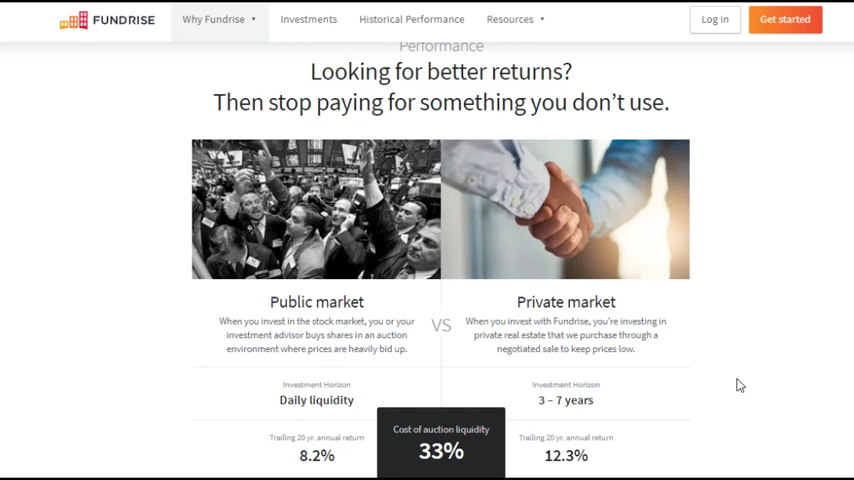 FUNDRISE
Why Fundrise
Investments
Historical Performance
Resources
Log in
Get started
Performance
Looking for better returns?
Then stop paying for something you don't use.
Public market
When you invest in the stock market, you or your
investment advisor buys shares in an auction
environment where prices are heavily bid up.
Investment Horizon
Daily liquidity
Trailing 20 yr. annual return
8.2%
VS
Private market
When you invest with Fundrise, you're investing in
private real estate that we purchase through a
negotiated sale to keep prices low.
Investment Horizon
3 – 7 years
Trailing 20 yr. annual return
12.3%
Cost of auction liquidity
33%